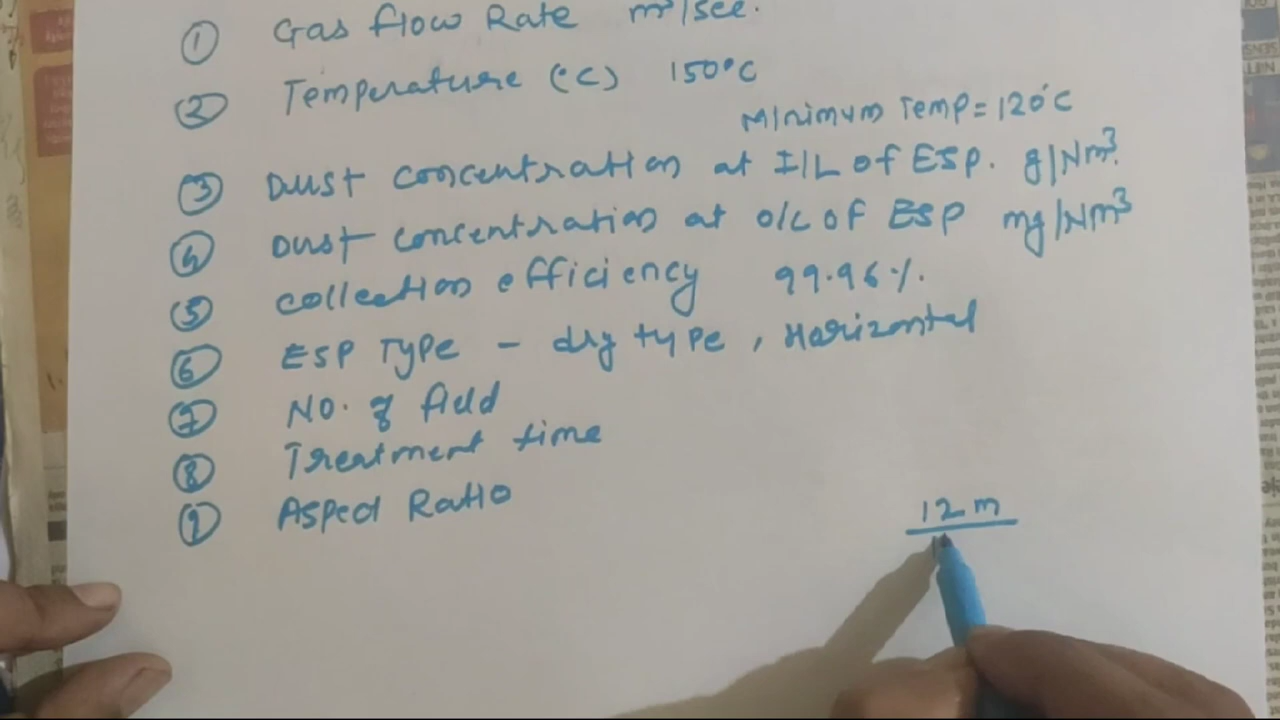 ① Gas flow Rate m³/sec.
② Temperature (°C) 150°C
Minimum Temp = 120°C
③ Dust concentration at I/L of ESP. g/Nm³.
④ Dust concentration at O/L OF ESP mg/Nm³
⑤ collection efficiency 99.96%.
⑥ ESP Type - dry type, Horizontal
⑦ No. of field
⑧ Treatment time
⑨ Aspect Ratio
12 m